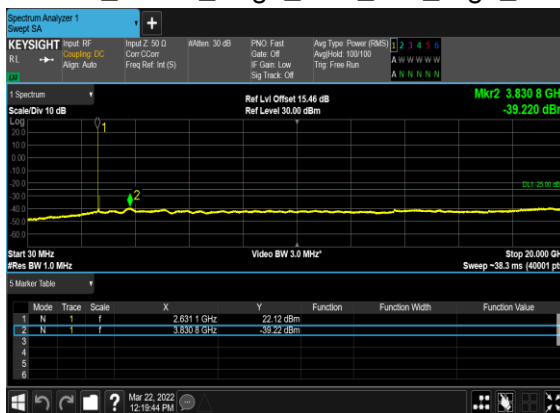 Spectrum Analyzer 1
Swept SA
KEYSIGHT Input: RF Input Z: 50 Ω #Atten: 30 dB PNO: Fast Avg Type: Power (RMS) 1 2 3 4 5 6
RL Coupling: DC Corr CCorr Gate: Off Avg|Hold: 100/100 A W W W W W
Align: Auto Freq Ref: Int (S) IF Gain: Low Trig: Free Run
Sig Track: Off A N N N N N
1 Spectrum Ref Lvl Offset 15.46 dB Mkr2 3.830 8 GH
Scale/Div 10 dB Ref Level 30.00 dBm -39.220 dBr
Log
20.0 1
10.0
0.00
-10.0
-20.0 DL1 -25.00 dB
-30.0 2
-40.0
-50.0
-60.0
Start 30 MHz Video BW 3.0 MHz* Stop 20.000 GH
#Res BW 1.0 MHz Sweep ~38.3 ms (40001 pt
5 Marker Table
Mode Trace Scale X Y Function Function Width Function Value
1 N 1 f 2.631 1 GHz 22.12 dBm
2 N 1 f 3.830 8 GHz -39.22 dBm
3
4
5
6
? Mar 22, 2022
12:19:44 PM